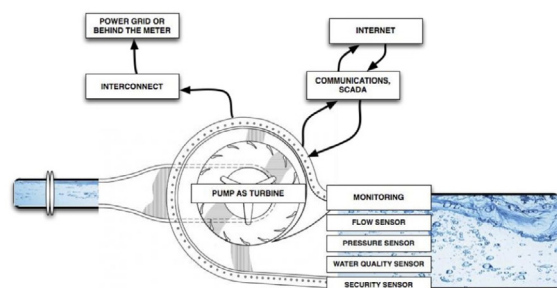 POWER GRID OR
BEHIND THE METER
INTERNET
INTERCONNECT
COMMUNICATIONS,
SCADA
PUMP AS TURBINE
MONITORING
FLOW SENSOR
PRESSURE SENSOR
WATER QUALITY SENSOR
SECURITY SENSOR